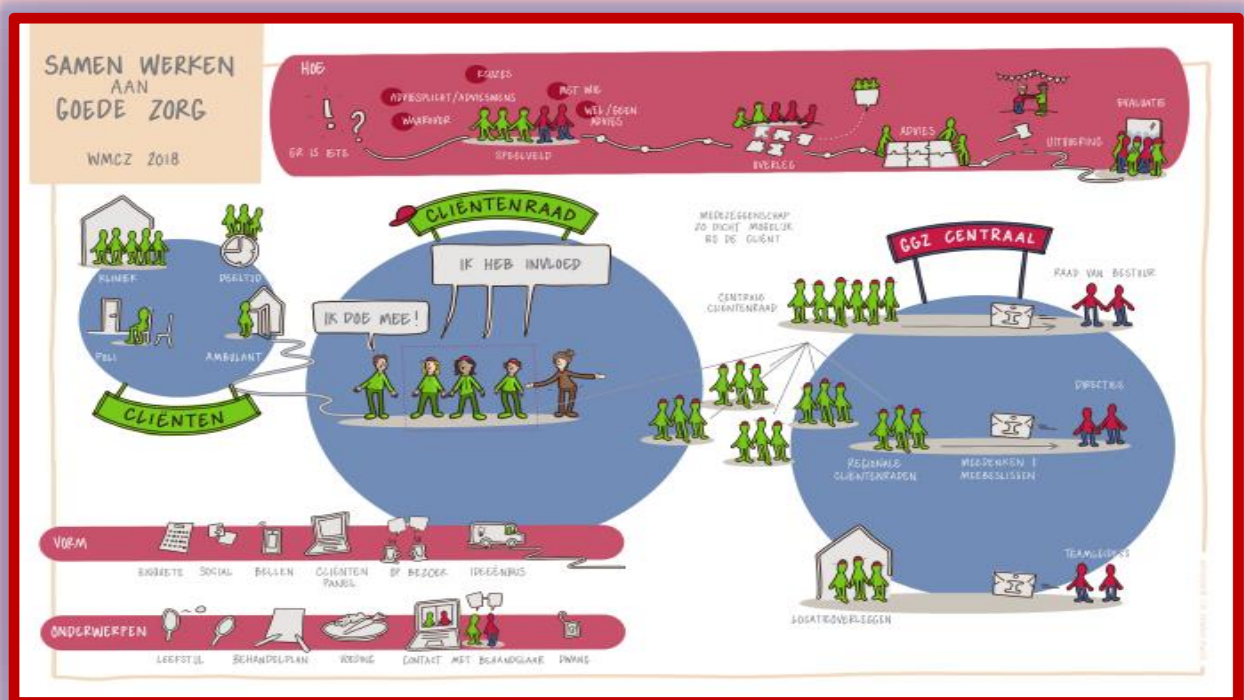 SAMEN WERKEN
AAN
GOEDE ZORG
WMCZ 2018
HOE
! ?
ER IS IETS
KEUZES
ADVIESPLICHT/ADVIESWENS
WAAROVER
MET WIE
WEL/GEEN
ADVIES
SPEELVELD
OVERLEG
ADVIES
UITVOERING
EVALUATIE
KLINIEK
DEELTIJD
POLI
AMBULANT
CLIËNTEN
CLIËNTENRAAD
IK HEB INVLOED
IK DOE MEE!
MEDEZEGGENSCHAP
ZO DICHT MOGELIJK
BIJ DE CLIËNT
GGZ CENTRAAL
CENTRALE
CLIËNTENRAAD
RAAD VAN BESTUUR
DIRECTIES
REGIONALE
CLIËNTENRADEN
MEEDENKEN &
MEEBESLISSEN
TEAMLEIDERS
LOCATIEOVERLEGGEN
VORM
ENQUETE
SOCIAL
BELLEN
CLIËNTEN
PANEL
OP BEZOEK
IDEEËNBUS
ONDERWERPEN
LEEFSTIJL
BEHANDELPLAN
VOEDING
CONTACT MET BEHANDELAAR
DWANG